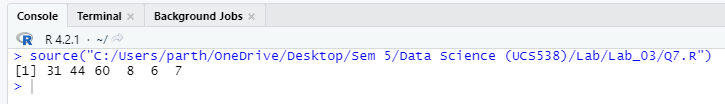 Console Terminal × Background Jobs ×
R R 4.2.1 · ~/
> source("C:/Users/parth/OneDrive/Desktop/Sem 5/Data Science (UCS538)/Lab/Lab_03/Q7.R")
[1] 31 44 60  8  6  7
>